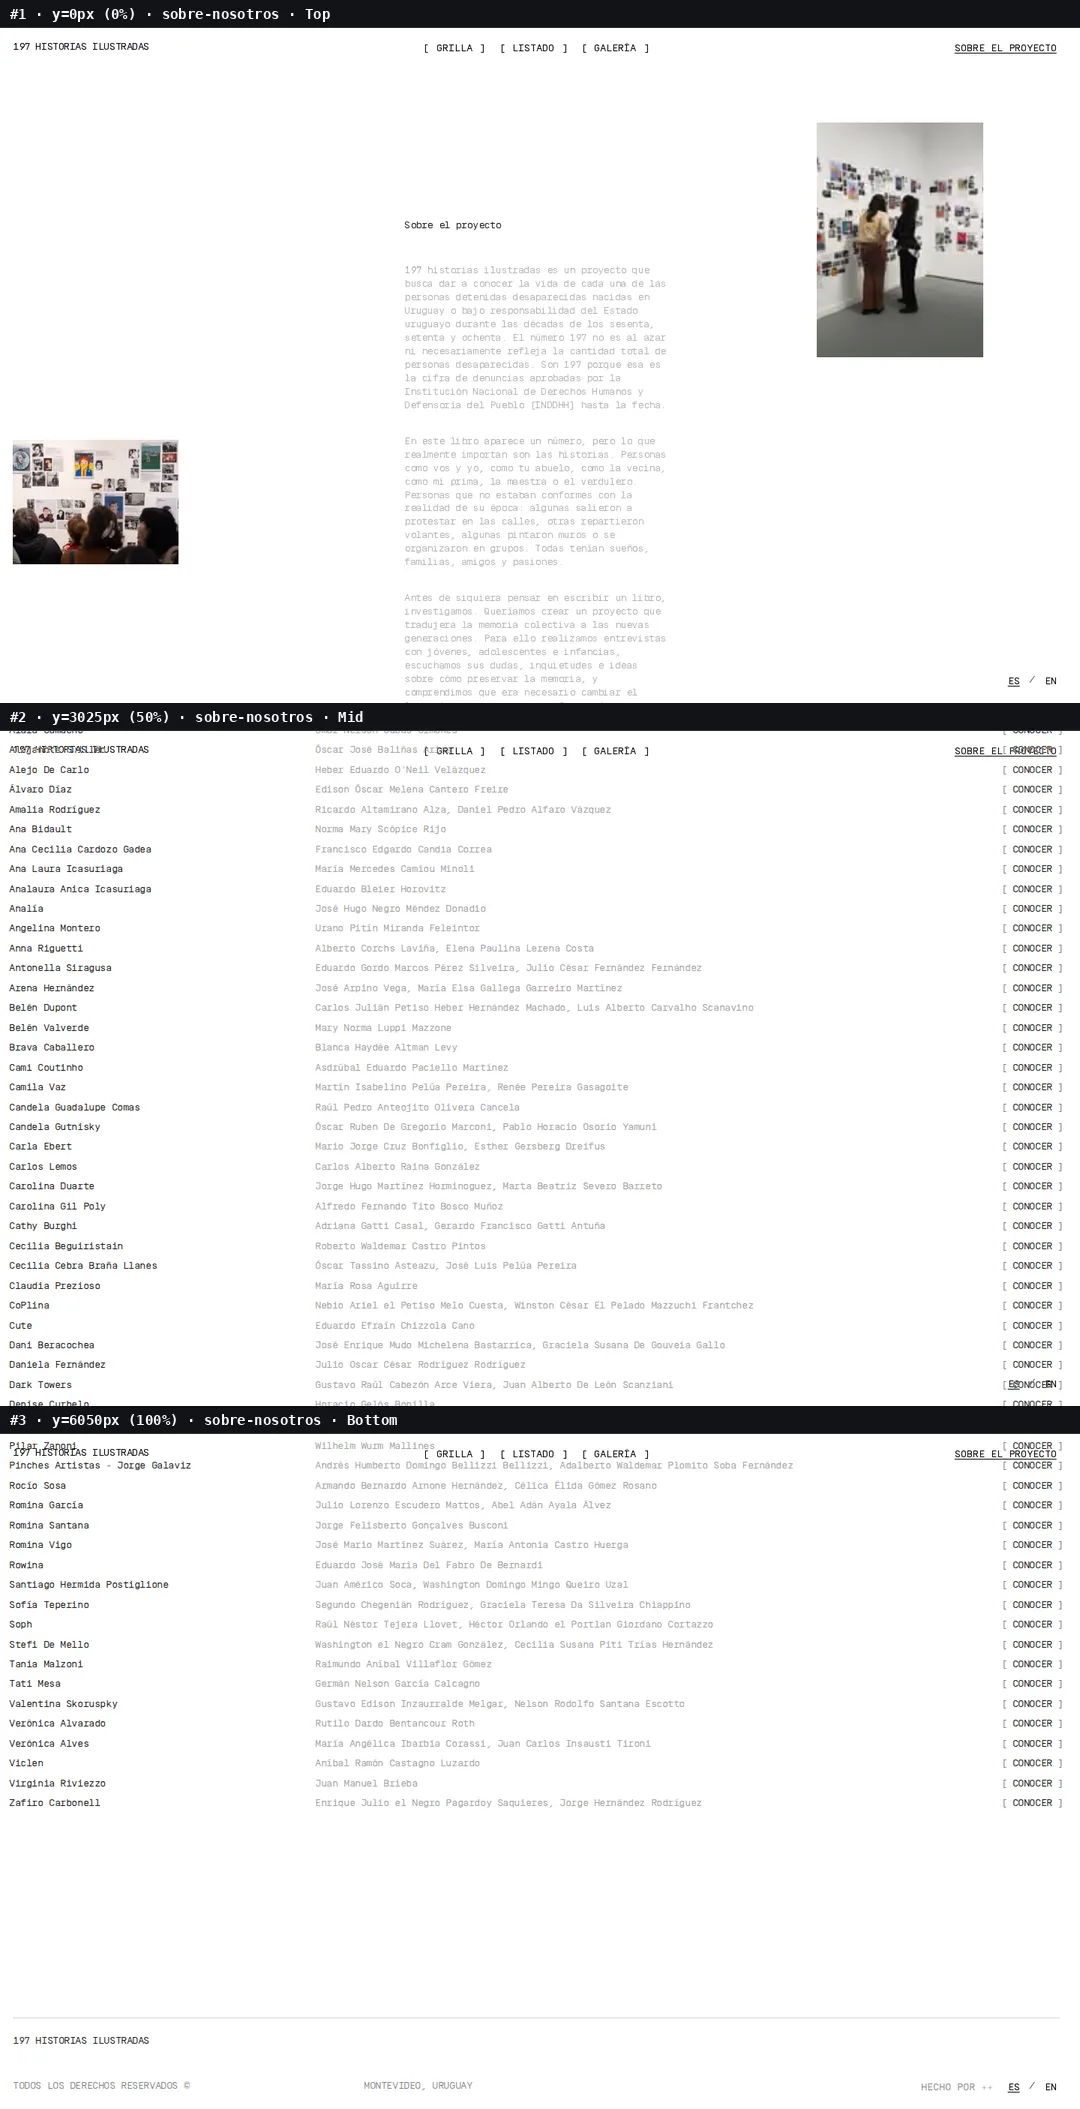 #1 · y=0px (0%) · sobre-nosotros · Top
197 HISTORIAS ILUSTRADAS
[ GRILLA ] [ LISTADO ] [ GALERÍA ]
SOBRE EL PROYECTO
Sobre el proyecto
197 historias ilustradas es un proyecto que
busca dar a conocer la vida de cada una de las
personas detenidas desaparecidas nacidas en
Uruguay o bajo responsabilidad del Estado
uruguayo durante las décadas de los sesenta,
setenta y ochenta. El número 197 no es al azar
ni necesariamente refleja la cantidad total de
personas desaparecidas. Son 197 porque esa es
la cifra de denuncias aprobadas por la
Institución Nacional de Derechos Humanos y
Defensoría del Pueblo (INDDHH) hasta la fecha.
En este libro aparece un número, pero lo que
realmente importan son las historias. Personas
como vos y yo, como tu abuelo, como la vecina,
como mi prima, la maestra o el verdulero.
Personas que no estaban conformes con la
realidad de su época: algunas salieron a
protestar en las calles, otras repartieron
volantes, algunas pintaron muros o se
organizaron en grupos. Todas tenían sueños,
familias, amigos y pasiones.
Antes de siquiera pensar en escribir un libro,
investigamos. Queríamos crear un proyecto que
tradujera la memoria colectiva a las nuevas
generaciones. Para ello realizamos entrevistas
con jóvenes, adolescentes e infancias,
escuchamos sus dudas, inquietudes e ideas
sobre cómo preservar la memoria, y
comprendimos que era necesario cambiar el
ES / EN
#2 · y=3025px (50%) · sobre-nosotros · Mid
197 HISTORIAS ILUSTRADAS
Óscar José Baliñas
[ GRILLA ] [ LISTADO ] [ GALERÍA ]
SOBRE EL PROYECTO
Alejo De Carlo Heber Eduardo O'Neil Velázquez [ CONOCER ]
Álvaro Díaz Edison Óscar Melena Cantero Freire [ CONOCER ]
Amalia Rodríguez Ricardo Altamirano Alza, Daniel Pedro Alfaro Vázquez [ CONOCER ]
Ana Bidault Norma Mary Scópice Rijo [ CONOCER ]
Ana Cecilia Cardozo Gadea Francisco Edgardo Candia Correa [ CONOCER ]
Ana Laura Icasuriaga María Mercedes Camiou Minoli [ CONOCER ]
Analaura Anica Icasuriaga Eduardo Bleier Horovitz [ CONOCER ]
Analía José Hugo Negro Méndez Donadio [ CONOCER ]
Angelina Montero Urano Pitín Miranda Feleintor [ CONOCER ]
Anna Riguetti Alberto Corchs Laviña, Elena Paulina Lerena Costa [ CONOCER ]
Antonella Siragusa Eduardo Gordo Marcos Pérez Silveira, Julio César Fernández Fernández [ CONOCER ]
Arena Hernández José Arpino Vega, María Elsa Gallega Garreiro Martínez [ CONOCER ]
Belén Dupont Carlos Julián Petiso Heber Hernández Machado, Luis Alberto Carvalho Scanavino [ CONOCER ]
Belén Valverde Mary Norma Luppi Mazzone [ CONOCER ]
Brava Caballero Blanca Haydée Altman Levy [ CONOCER ]
Cami Coutinho Asdrúbal Eduardo Paciello Martínez [ CONOCER ]
Camila Vaz Martín Isabelino Pelúa Pereira, Renée Pereira Gasagoite [ CONOCER ]
Candela Guadalupe Comas Raúl Pedro Anteojito Olivera Cancela [ CONOCER ]
Candela Gutnisky Óscar Ruben De Gregorio Marconi, Pablo Horacio Osorio Yamuni [ CONOCER ]
Carla Ebert Mario Jorge Cruz Bonfiglio, Esther Gersberg Dreifus [ CONOCER ]
Carlos Lemos Carlos Alberto Raina González [ CONOCER ]
Carolina Duarte Jorge Hugo Martínez Horminoguez, Marta Beatriz Severo Barreto [ CONOCER ]
Carolina Gil Poly Alfredo Fernando Tito Bosco Muñoz [ CONOCER ]
Cathy Burghi Adriana Gatti Casal, Gerardo Francisco Gatti Antuña [ CONOCER ]
Cecilia Beguiristain Roberto Waldemar Castro Pintos [ CONOCER ]
Cecilia Cebra Braña Llanes Óscar Tassino Asteazu, José Luis Pelúa Pereira [ CONOCER ]
Claudia Prezioso María Rosa Aguirre [ CONOCER ]
CoPlina Nebio Ariel el Petiso Melo Cuesta, Winston César El Pelado Mazzuchi Frantchez [ CONOCER ]
Cute Eduardo Efraín Chizzola Cano [ CONOCER ]
Dani Beracochea José Enrique Mudo Michelena Bastarrica, Graciela Susana De Gouveia Gallo [ CONOCER ]
Daniela Fernández Julio Oscar César Rodríguez Rodríguez [ CONOCER ]
Dark Towers Gustavo Raúl Cabezón Arce Viera, Juan Alberto De León Scanziani [ CONOCER ]
ES / EN
Denise Curbelo Horacio Gelós Bonilla [ CONOCER ]
#3 · y=6050px (100%) · sobre-nosotros · Bottom
Pilar Zannoni Wilhelm Wurm Mallines [ CONOCER ]
197 HISTORIAS ILUSTRADAS
[ GRILLA ] [ LISTADO ] [ GALERÍA ]
SOBRE EL PROYECTO
Pinches Artistas - Jorge Galaviz Andrés Humberto Domingo Bellizzi Bellizzi, Adalberto Waldemar Plomito Soba Fernández [ CONOCER ]
Rocío Sosa Armando Bernardo Arnone Hernández, Célica Élida Gómez Rosano [ CONOCER ]
Romina García Julio Lorenzo Escudero Mattos, Abel Adán Ayala Álvez [ CONOCER ]
Romina Santana Jorge Felisberto Gonçalves Busconi [ CONOCER ]
Romina Vigo José Mario Martínez Suárez, María Antonia Castro Huerga [ CONOCER ]
Rowina Eduardo José María Del Fabro De Bernardi [ CONOCER ]
Santiago Hermida Postiglione Juan Américo Soca, Washington Domingo Mingo Queiro Uzal [ CONOCER ]
Sofía Teperino Segundo Chegenián Rodríguez, Graciela Teresa Da Silveira Chiappino [ CONOCER ]
Soph Raúl Néstor Tejera Llovet, Héctor Orlando el Portlan Giordano Cortazzo [ CONOCER ]
Stefi De Mello Washington el Negro Cram González, Cecilia Susana Piti Trías Hernández [ CONOCER ]
Tania Malzoni Raimundo Aníbal Villaflor Gómez [ CONOCER ]
Tati Mesa Germán Nelson García Calcagno [ CONOCER ]
Valentina Skoruspky Gustavo Edison Inzaurralde Melgar, Nelson Rodolfo Santana Escotto [ CONOCER ]
Verónica Alvarado Rutilo Dardo Bentancour Roth [ CONOCER ]
Verónica Alves María Angélica Ibarbia Corassi, Juan Carlos Insausti Tironi [ CONOCER ]
Viclen Aníbal Ramón Castagno Luzardo [ CONOCER ]
Virginia Riviezzo Juan Manuel Brieba [ CONOCER ]
Zafiro Carbonell Enrique Julio el Negro Pagardoy Saquieres, Jorge Hernández Rodríguez [ CONOCER ]
197 HISTORIAS ILUSTRADAS
TODOS LOS DERECHOS RESERVADOS © MONTEVIDEO, URUGUAY HECHO POR ++ ES / EN